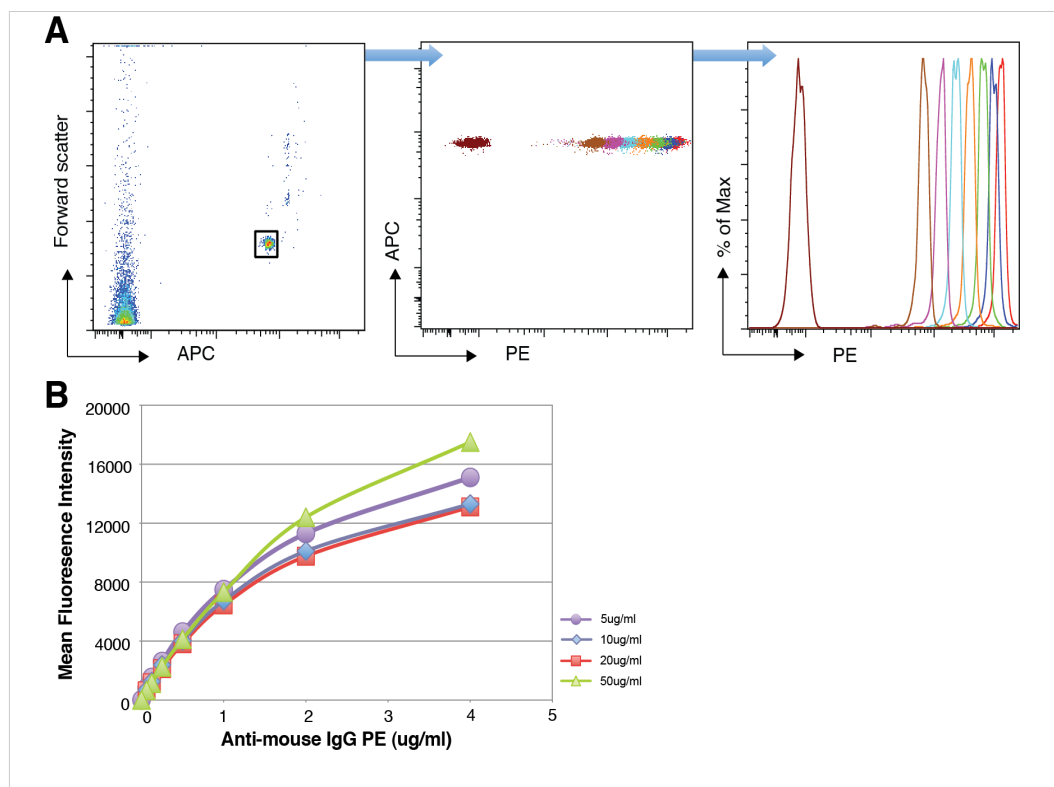 A
Forward scatter
APC
APC
PE
% of Max
PE
B
Mean Fluoresence Intensity
20000
16000
12000
8000
4000
0
0 1 2 3 4 5
Anti-mouse IgG PE (ug/ml)
5ug/ml
10ug/ml
20ug/ml
50ug/ml